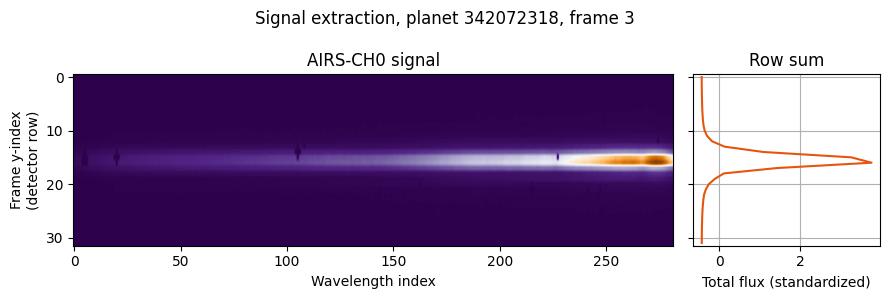 Signal extraction, planet 342072318, frame 3
AIRS-CH0 signal
Row sum
Frame y-index
(detector row)
0
10
20
30
0
50
100
150
200
250
Wavelength index
0
2
Total flux (standardized)